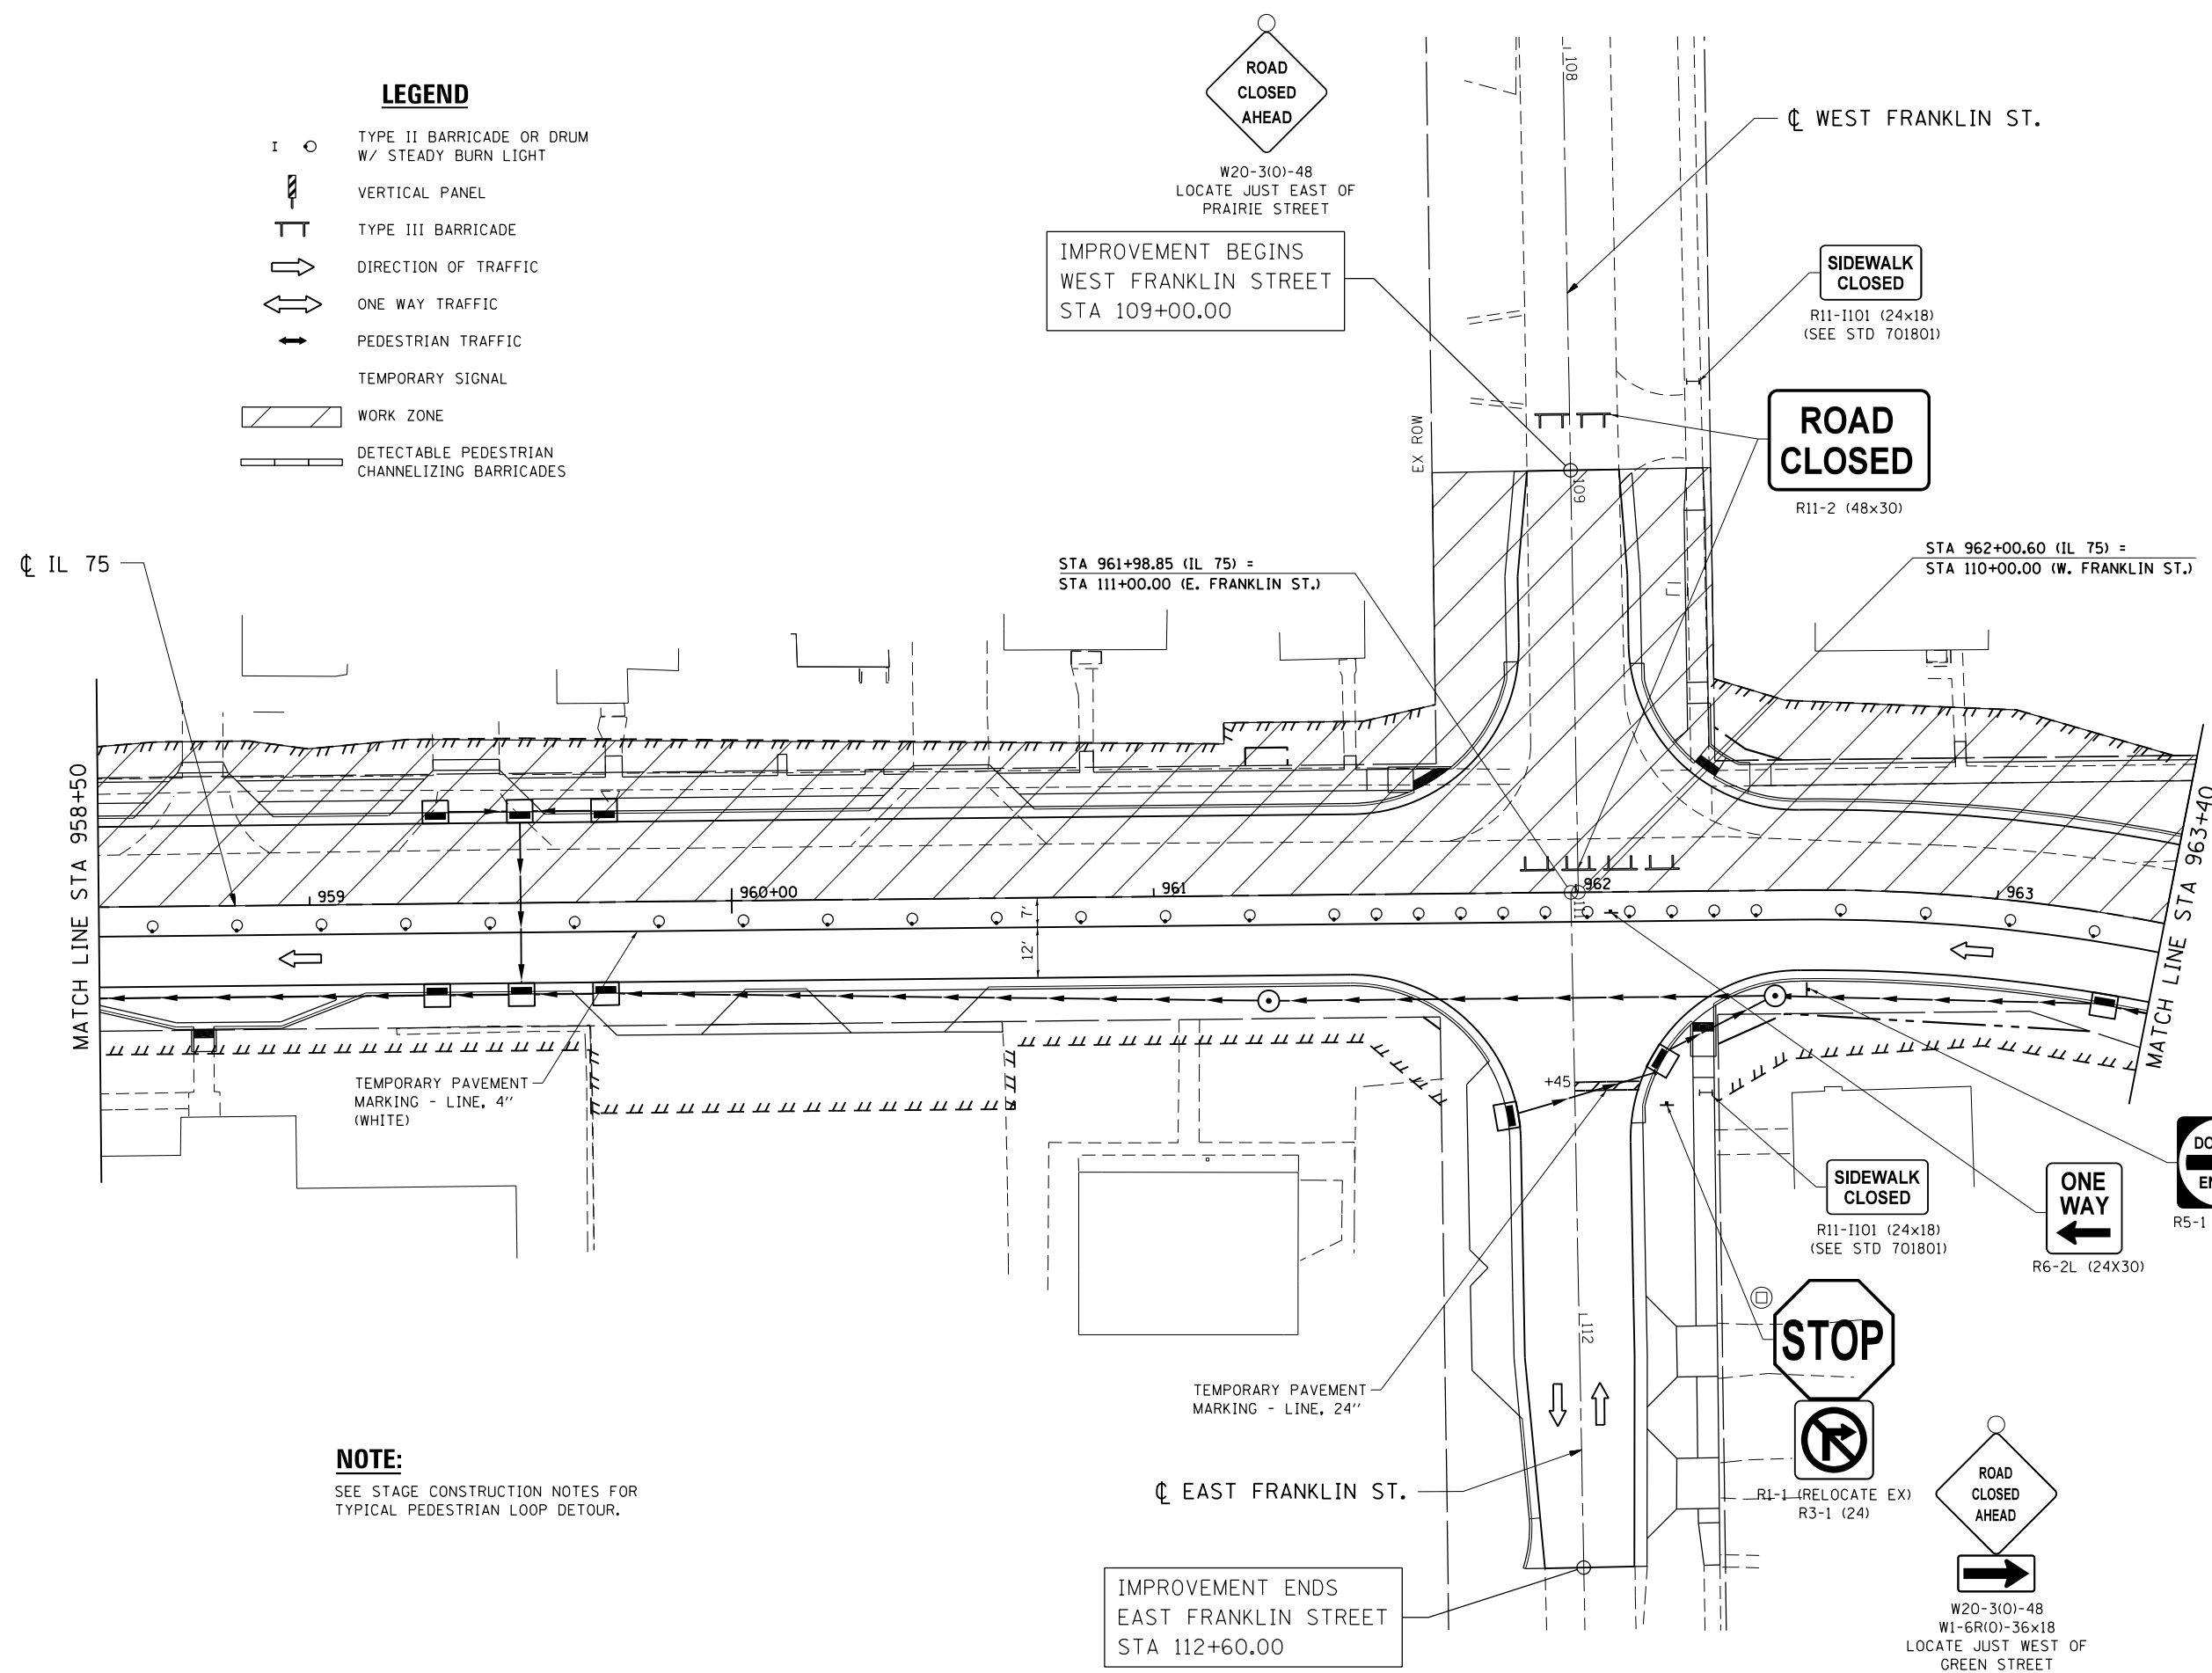 LEGEND
TYPE II BARRICADE OR DRUM
W/ STEADY BURN LIGHT
VERTICAL PANEL
TYPE III BARRICADE
DIRECTION OF TRAFFIC
ONE WAY TRAFFIC
PEDESTRIAN TRAFFIC
TEMPORARY SIGNAL
WORK ZONE
DETECTABLE PEDESTRIAN
CHANNELIZING BARRICADES
ROAD
CLOSED
AHEAD
W20-3(O)-48
LOCATE JUST EAST OF
PRAIRIE STREET
IMPROVEMENT BEGINS
WEST FRANKLIN STREET
STA 109+00.00
108
℄ WEST FRANKLIN ST.
SIDEWALK
CLOSED
R11-I101 (24x18)
(SEE STD 701801)
EX ROW
109
ROAD
CLOSED
R11-2 (48x30)
℄ IL 75
STA 961+98.85 (IL 75) =
STA 111+00.00 (E. FRANKLIN ST.)
STA 962+00.60 (IL 75) =
STA 110+00.00 (W. FRANKLIN ST.)
MATCH LINE STA 958+50
959
960+00
961
962
963
7'
12'
111
MATCH LINE STA 963+40
TEMPORARY PAVEMENT
MARKING - LINE, 4''
(WHITE)
+45
SIDEWALK
CLOSED
R11-I101 (24x18)
(SEE STD 701801)
ONE
WAY
R6-2L (24X30)
R5-1
STOP
R1-1 (RELOCATE EX)
R3-1 (24)
112
TEMPORARY PAVEMENT
MARKING - LINE, 24''
℄ EAST FRANKLIN ST.
NOTE:
SEE STAGE CONSTRUCTION NOTES FOR
TYPICAL PEDESTRIAN LOOP DETOUR.
IMPROVEMENT ENDS
EAST FRANKLIN STREET
STA 112+60.00
ROAD
CLOSED
AHEAD
W20-3(O)-48
W1-6R(O)-36x18
LOCATE JUST WEST OF
GREEN STREET